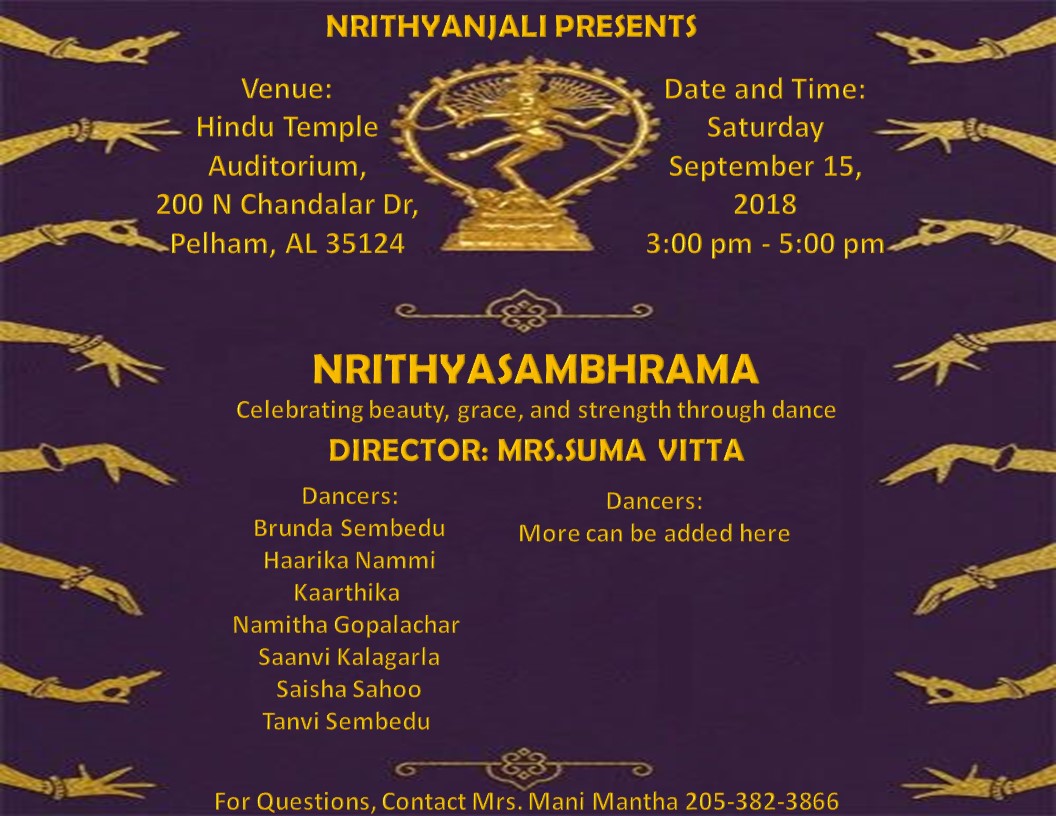 NRITHYANJALI PRESENTS
Venue:
Hindu Temple
Auditorium,
200 N Chandalar Dr,
Pelham, AL 35124
Date and Time:
Saturday
September 15,
2018
3:00 pm - 5:00 pm
NRITHYASAMBHRAMA
Celebrating beauty, grace, and strength through dance
DIRECTOR: MRS.SUMA VITTA
Dancers:
Brunda Sembedu
Haarika Nammi
Kaarthika
Namitha Gopalachar
Saanvi Kalagarla
Saisha Sahoo
Tanvi Sembedu
Dancers:
More can be added here
For Questions, Contact Mrs. Mani Mantha 205-382-3866